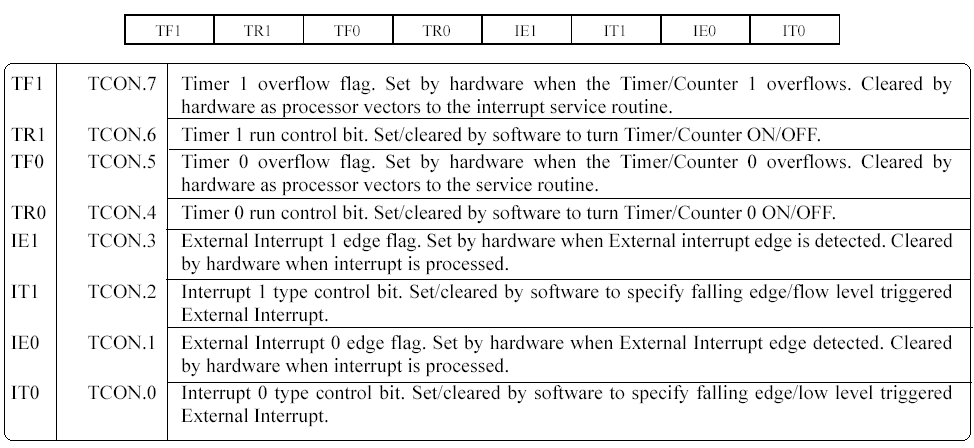 TF1 TR1 TF0 TR0 IE1 IT1 IE0 IT0
TF1 TCON.7 Timer 1 overflow flag. Set by hardware when the Timer/Counter 1 overflows. Cleared by
hardware as processor vectors to the interrupt service routine.
TR1 TCON.6 Timer 1 run control bit. Set/cleared by software to turn Timer/Counter ON/OFF.
TF0 TCON.5 Timer 0 overflow flag. Set by hardware when the Timer/Counter 0 overflows. Cleared by
hardware as processor vectors to the service routine.
TR0 TCON.4 Timer 0 run control bit. Set/cleared by software to turn Timer/Counter 0 ON/OFF.
IE1 TCON.3 External Interrupt 1 edge flag. Set by hardware when External interrupt edge is detected. Cleared
by hardware when interrupt is processed.
IT1 TCON.2 Interrupt 1 type control bit. Set/cleared by software to specify falling edge/flow level triggered
External Interrupt.
IE0 TCON.1 External Interrupt 0 edge flag. Set by hardware when External Interrupt edge detected. Cleared
by hardware when interrupt is processed.
IT0 TCON.0 Interrupt 0 type control bit. Set/cleared by software to specify falling edge/low level triggered
External Interrupt.